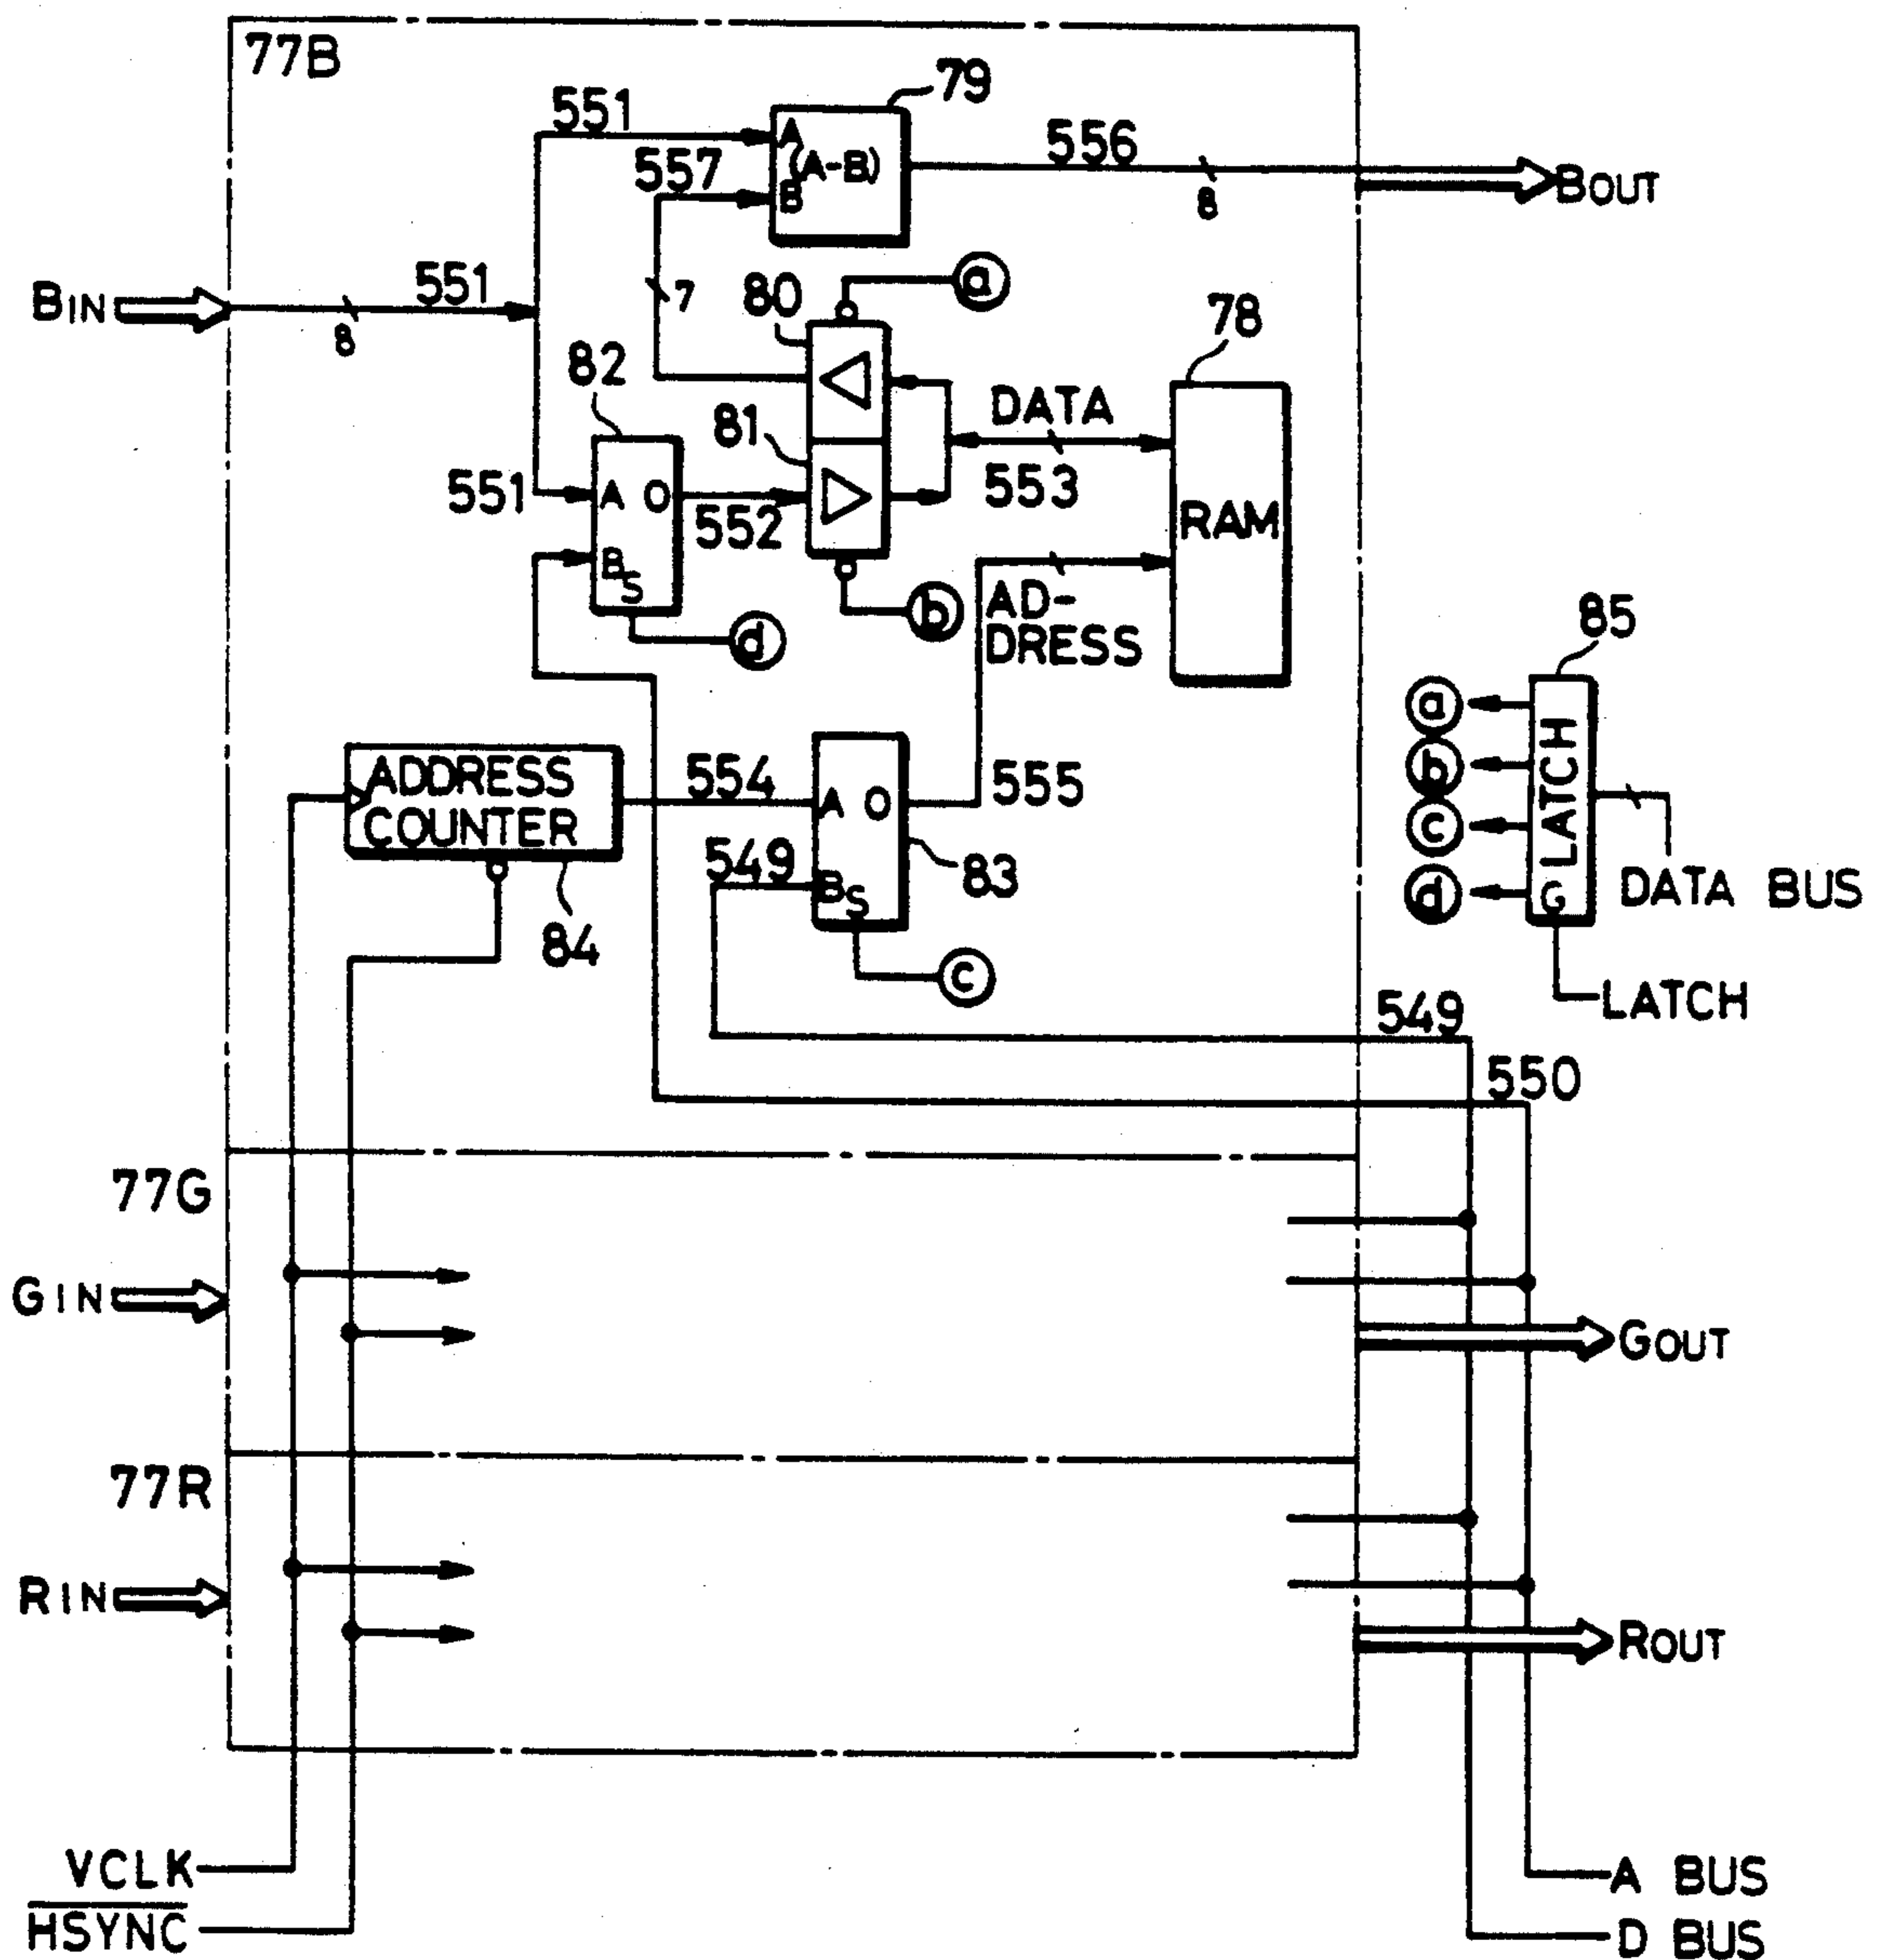 77B
79
551
A
(A-B)
B
556
8
BOUT
557
7
BIN
8
551
80
a
78
82
81
DATA
553
551
A O
552
B
S
RAM
b
AD-
DRESS
d
85
a
b
c
d
LATCH
G
DATA BUS
LATCH
ADDRESS
COUNTER
554
A O
555
549
B
S
83
84
c
549
550
77G
GIN
GOUT
77R
RIN
ROUT
VCLK
HSYNC
A BUS
D BUS